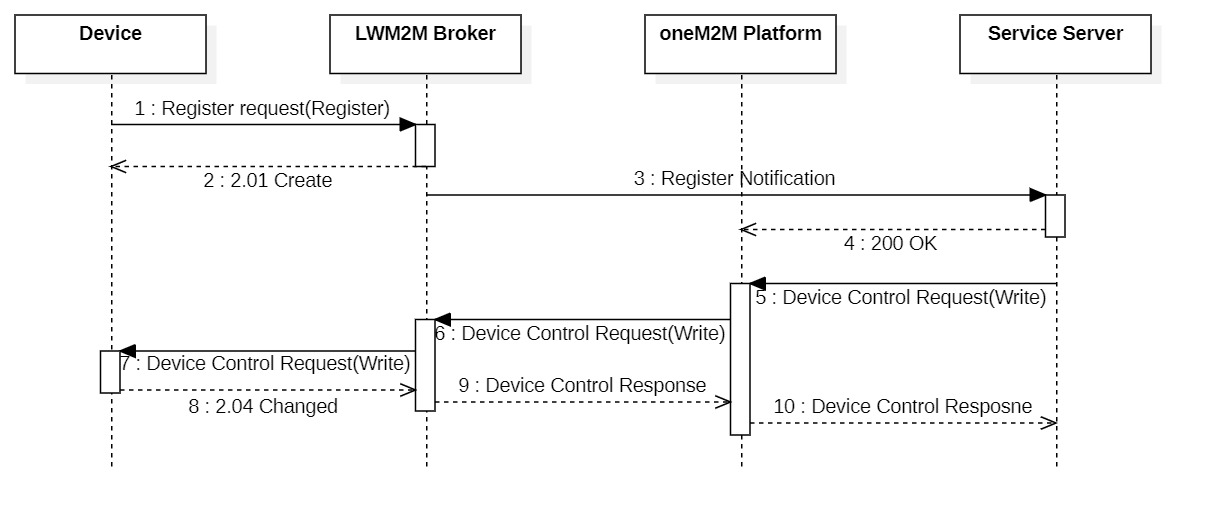 Device
LWM2M Broker
oneM2M Platform
Service Server
1 : Register request(Register)
2 : 2.01 Create
3 : Register Notification
4 : 200 OK
5 : Device Control Request(Write)
6 : Device Control Request(Write)
7 : Device Control Request(Write)
8 : 2.04 Changed
9 : Device Control Response
10 : Device Control Resposne